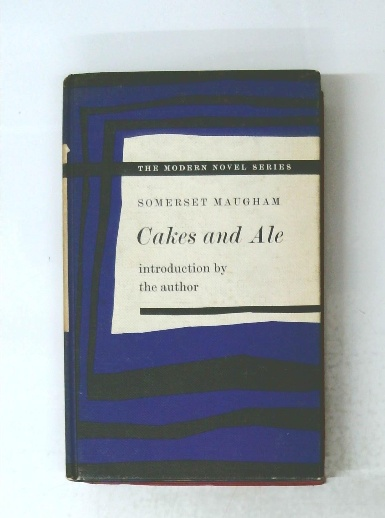 THE MODERN NOVEL SERIES
SOMERSET MAUGHAM
Cakes and Ale
introduction by
the author